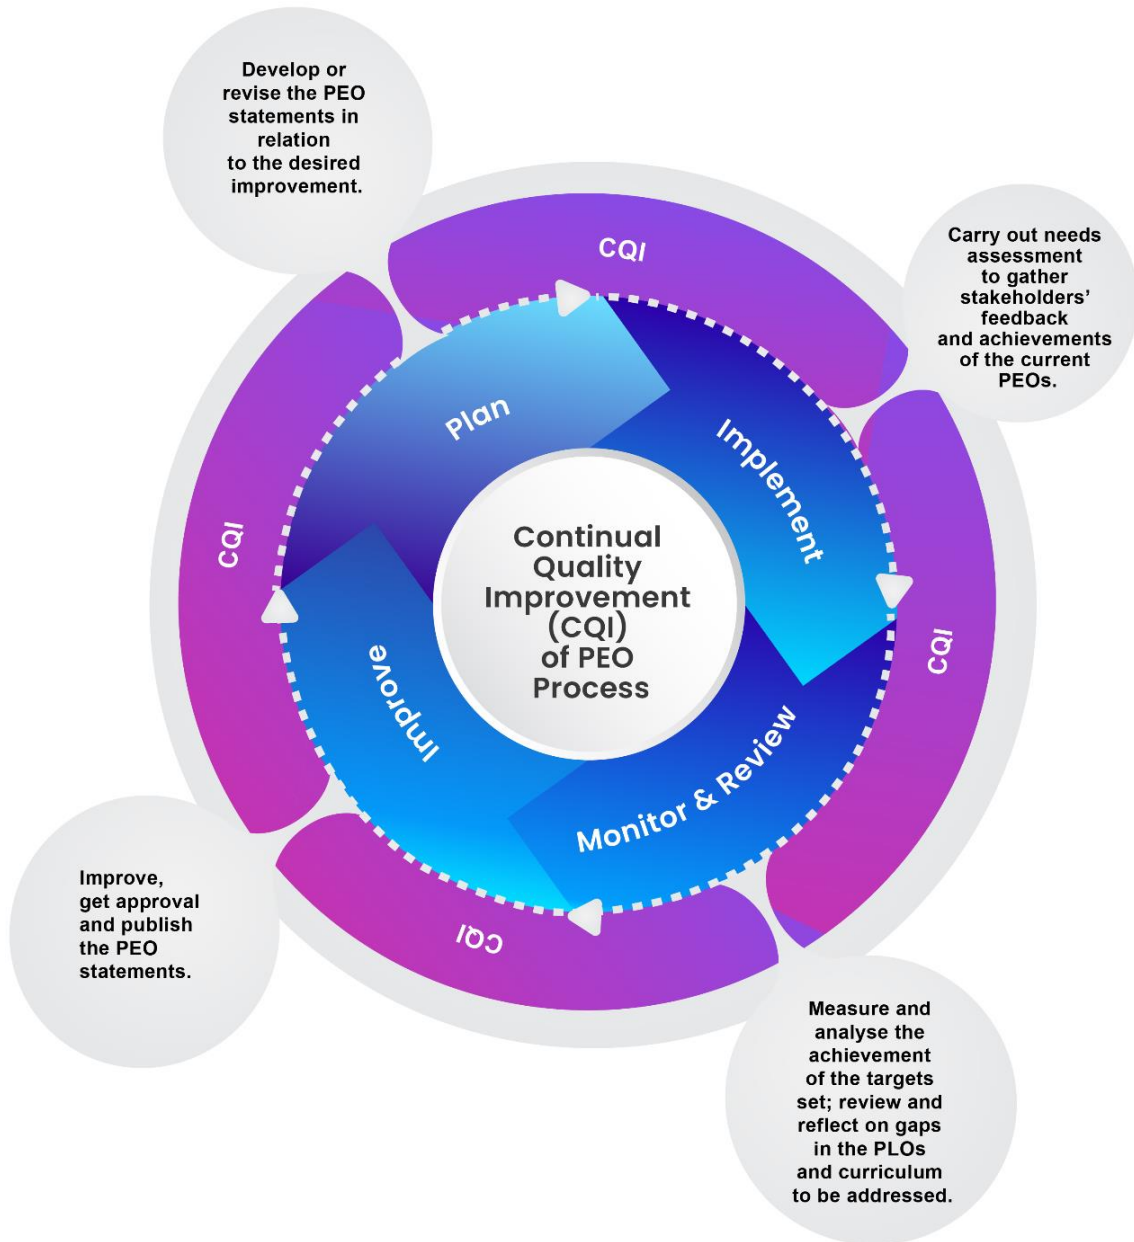 Develop or
revise the PEO
statements in
relation
to the desired
improvement.
CQI
Carry out needs
assessment
to gather
stakeholders’
feedback
and achievements
of the current
PEOs.
Plan
Implement
CQI
Continual
Quality
Improvement
(CQI)
of PEO
Process
CQI
Improve
Monitor & Review
Improve,
get approval
and publish
the PEO
statements.
CQI
Measure and
analyse the
achievement
of the targets
set; review and
reflect on gaps
in the PLOs
and curriculum
to be addressed.